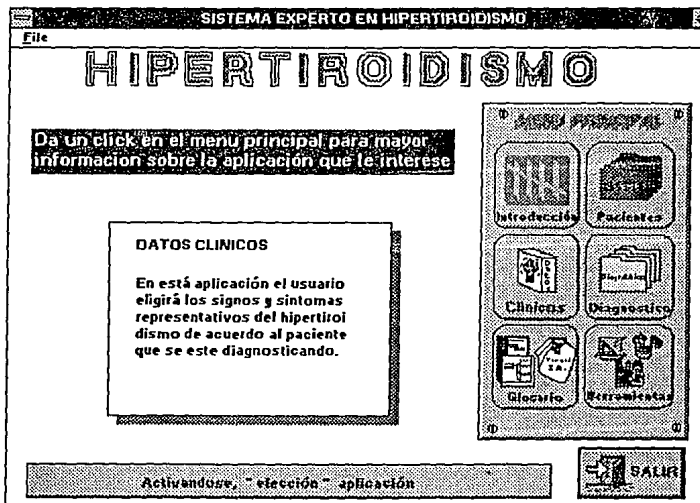 SISTEMA EXPERTO EN HIPERTIROIDISMO
File
HIPERTIROIDISMO
Da un click en el menu principal para mayor
informacion sobre la aplicación que le interese
MENU PRINCIPAL
Introducción
Pacientes
DATOS CLINICOS
En está aplicación el usuario
eligirá los signos y sintomas
representativos del hipertiroi
dismo de acuerdo al paciente
que se este diagnosticando.
Clinicos
Diagnostico
Glosario
Herramientas
Activandose, "elección" aplicación
SALIR